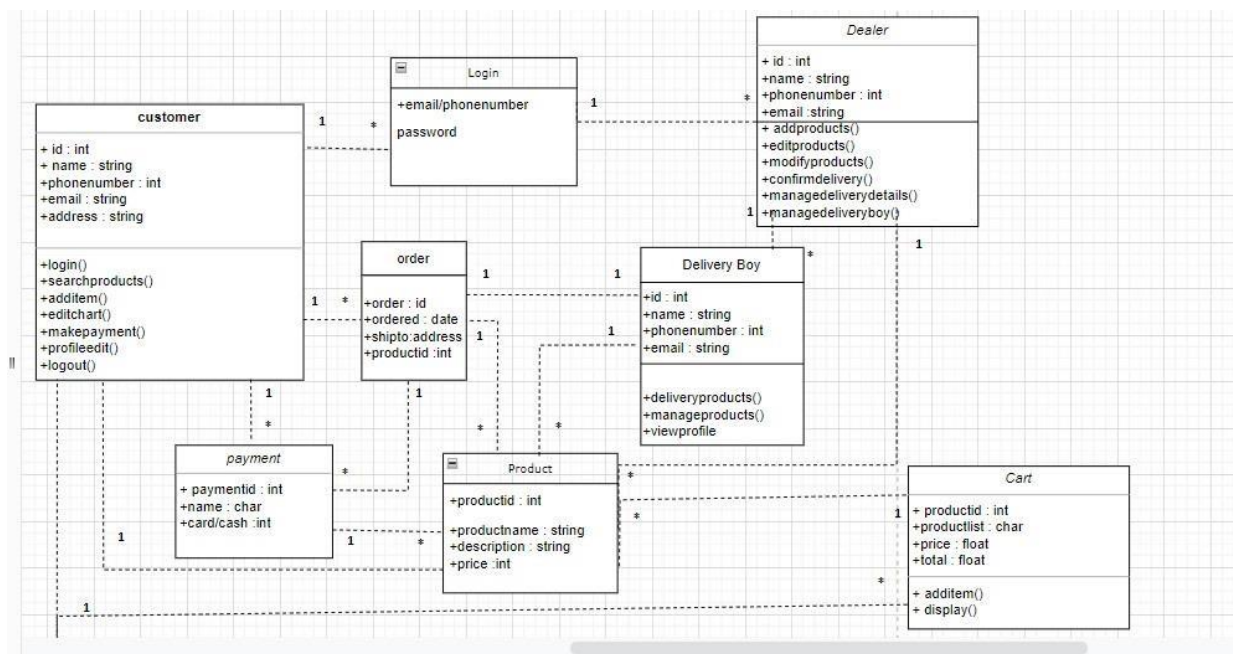 Dealer
+ id : int
+name : string
+phonenumber : int
+email :string
+ addproducts()
+editproducts()
+modifyproducts()
+confirmdelivery()
+managedeliverydetails()
+managedeliveryboy()
Login
+email/phonenumber
password
customer
+ id : int
+ name : string
+phonenumber : int
+email : string
+address : string
+login()
+searchproducts()
+additem()
+editchart()
+makepayment()
+profileedit()
+logout()
1
*
1
*
order
+order : id
+ordered : date
+shipto:address
+productid :int
1
*
1
1
1
*
1
Delivery Boy
+id : int
+name : string
+phonenumber : int
+email : string
+deliveryproducts()
+manageproducts()
+viewprofile
1
1
1
1
*
*
*
payment
+ paymentid : int
+name : char
+card/cash :int
*
1
*
1
Product
+productid : int
+productname : string
+description : string
+price :int
*
*
1
Cart
+ productid : int
+productlist : char
+price : float
+total : float
+ additem()
+ display()
*
1